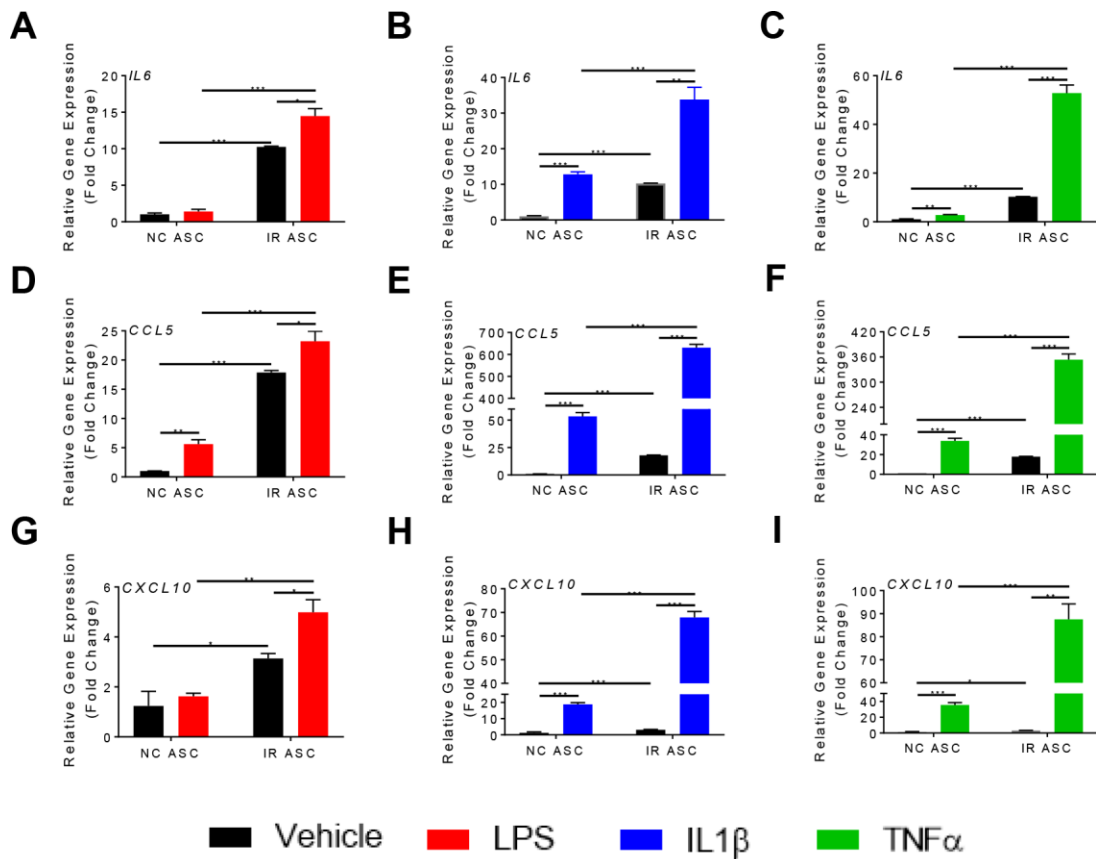 A
Relative Gene Expression
(Fold Change)
IL6
20
15
10
5
0
***
*
***
NC ASC
IR ASC
B
Relative Gene Expression
(Fold Change)
IL6
40
30
20
10
0
***
**
***
***
NC ASC
IR ASC
C
Relative Gene Expression
(Fold Change)
IL6
60
40
20
0
***
***
***
**
NC ASC
IR ASC
D
Relative Gene Expression
(Fold Change)
CCL5
25
20
15
10
5
0
***
*
***
**
NC ASC
IR ASC
E
Relative Gene Expression
(Fold Change)
CCL5
700
600
500
400
300
200
100
50
25
0
***
***
***
***
NC ASC
IR ASC
F
Relative Gene Expression
(Fold Change)
CCL5
420
360
300
240
180
120
40
20
0
***
***
***
***
NC ASC
IR ASC
G
Relative Gene Expression
(Fold Change)
CXCL10
6
4
2
0
**
*
*
NC ASC
IR ASC
H
Relative Gene Expression
(Fold Change)
CXCL10
80
70
60
50
40
20
10
0
***
***
***
***
NC ASC
IR ASC
I
Relative Gene Expression
(Fold Change)
CXCL10
100
90
80
70
60
40
20
0
***
**
*
***
NC ASC
IR ASC
Vehicle
LPS
IL1β
TNFα